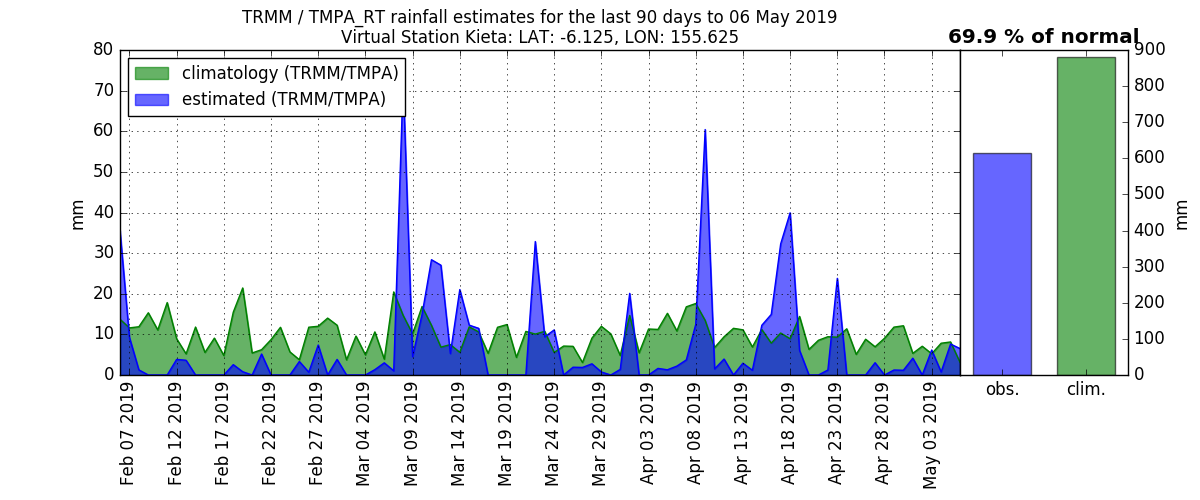 TRMM / TMPA_RT rainfall estimates for the last 90 days to 06 May 2019
Virtual Station Kieta: LAT: -6.125, LON: 155.625
69.9 % of normal
climatology (TRMM/TMPA)
estimated (TRMM/TMPA)
80
70
60
50
40
30
20
10
0
mm
Feb 07 2019
Feb 12 2019
Feb 17 2019
Feb 22 2019
Feb 27 2019
Mar 04 2019
Mar 09 2019
Mar 14 2019
Mar 19 2019
Mar 24 2019
Mar 29 2019
Apr 03 2019
Apr 08 2019
Apr 13 2019
Apr 18 2019
Apr 23 2019
Apr 28 2019
May 03 2019
obs.
clim.
900
800
700
600
500
400
300
200
100
0
mm